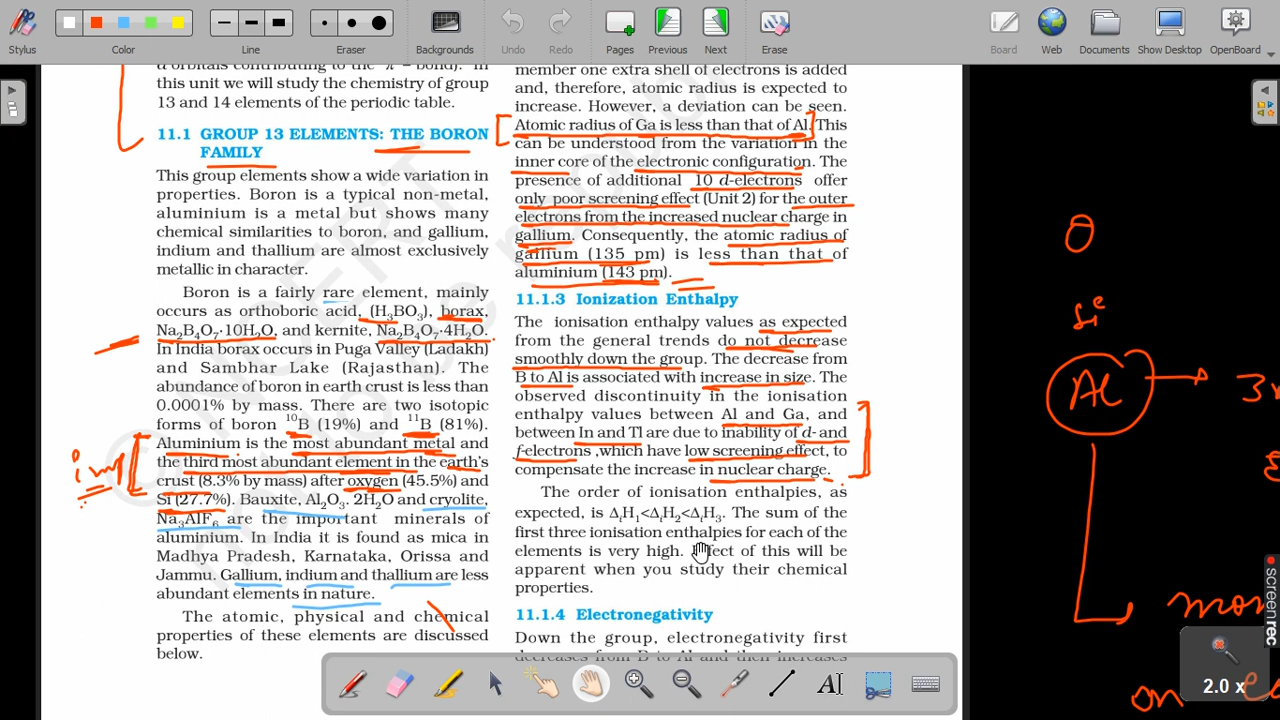 Stylus
Color
Line
Eraser
Backgrounds
Undo
Redo
Pages
Previous
Next
Erase
Board
Web
Documents
Show Desktop
OpenBoard
this unit we will study the chemistry of group
13 and 14 elements of the periodic table.
11.1 GROUP 13 ELEMENTS: THE BORON
FAMILY
This group elements show a wide variation in
properties. Boron is a typical non-metal,
aluminium is a metal but shows many
chemical similarities to boron, and gallium,
indium and thallium are almost exclusively
metallic in character.
Boron is a fairly rare element, mainly
occurs as orthoboric acid, (H₃BO₃), borax,
Na₂B₄O₇·10H₂O, and kernite, Na₂B₄O₇·4H₂O.
In India borax occurs in Puga Valley (Ladakh)
and Sambhar Lake (Rajasthan). The
abundance of boron in earth crust is less than
0.0001% by mass. There are two isotopic
forms of boron ¹⁰B (19%) and ¹¹B (81%).
Aluminium is the most abundant metal and
the third most abundant element in the earth's
crust (8.3% by mass) after oxygen (45.5%) and
Si (27.7%). Bauxite, Al₂O₃. 2H₂O and cryolite,
Na₃AlF₆ are the important minerals of
aluminium. In India it is found as mica in
Madhya Pradesh, Karnataka, Orissa and
Jammu. Gallium, indium and thallium are less
abundant elements in nature.
The atomic, physical and chemical
properties of these elements are discussed
below.
imp
member one extra shell of electrons is added
and, therefore, atomic radius is expected to
increase. However, a deviation can be seen.
Atomic radius of Ga is less than that of Al. This
can be understood from the variation in the
inner core of the electronic configuration. The
presence of additional 10 d-electrons offer
only poor screening effect (Unit 2) for the outer
electrons from the increased nuclear charge in
gallium. Consequently, the atomic radius of
gallium (135 pm) is less than that of
aluminium (143 pm).
11.1.3 Ionization Enthalpy
The ionisation enthalpy values as expected
from the general trends do not decrease
smoothly down the group. The decrease from
B to Al is associated with increase in size. The
observed discontinuity in the ionisation
enthalpy values between Al and Ga, and
between In and Tl are due to inability of d- and
f-electrons ,which have low screening effect, to
compensate the increase in nuclear charge.
The order of ionisation enthalpies, as
expected, is ΔᵢH₁<ΔᵢH₂<ΔᵢH₃. The sum of the
first three ionisation enthalpies for each of the
elements is very high. Effect of this will be
apparent when you study their chemical
properties.
11.1.4 Electronegativity
Down the group, electronegativity first
decreases from B to Al and then increases
Al
2.0 x
screenrec